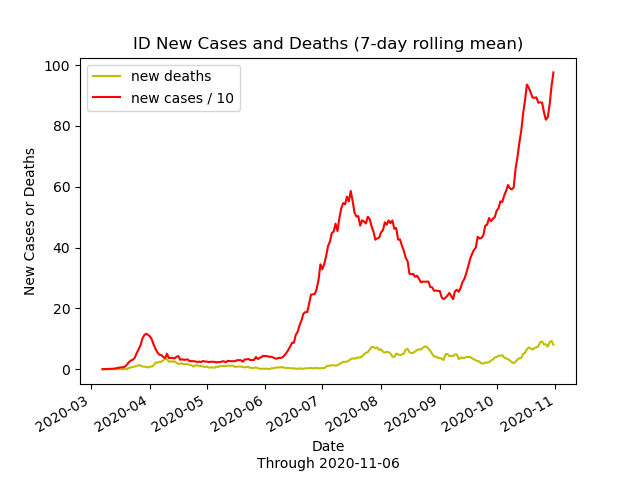 ID New Cases and Deaths (7-day rolling mean)
new deaths
new cases / 10
New Cases or Deaths
100
80
60
40
20
0
2020-03
2020-04
2020-05
2020-06
2020-07
2020-08
2020-09
2020-10
2020-11
Date
Through 2020-11-06